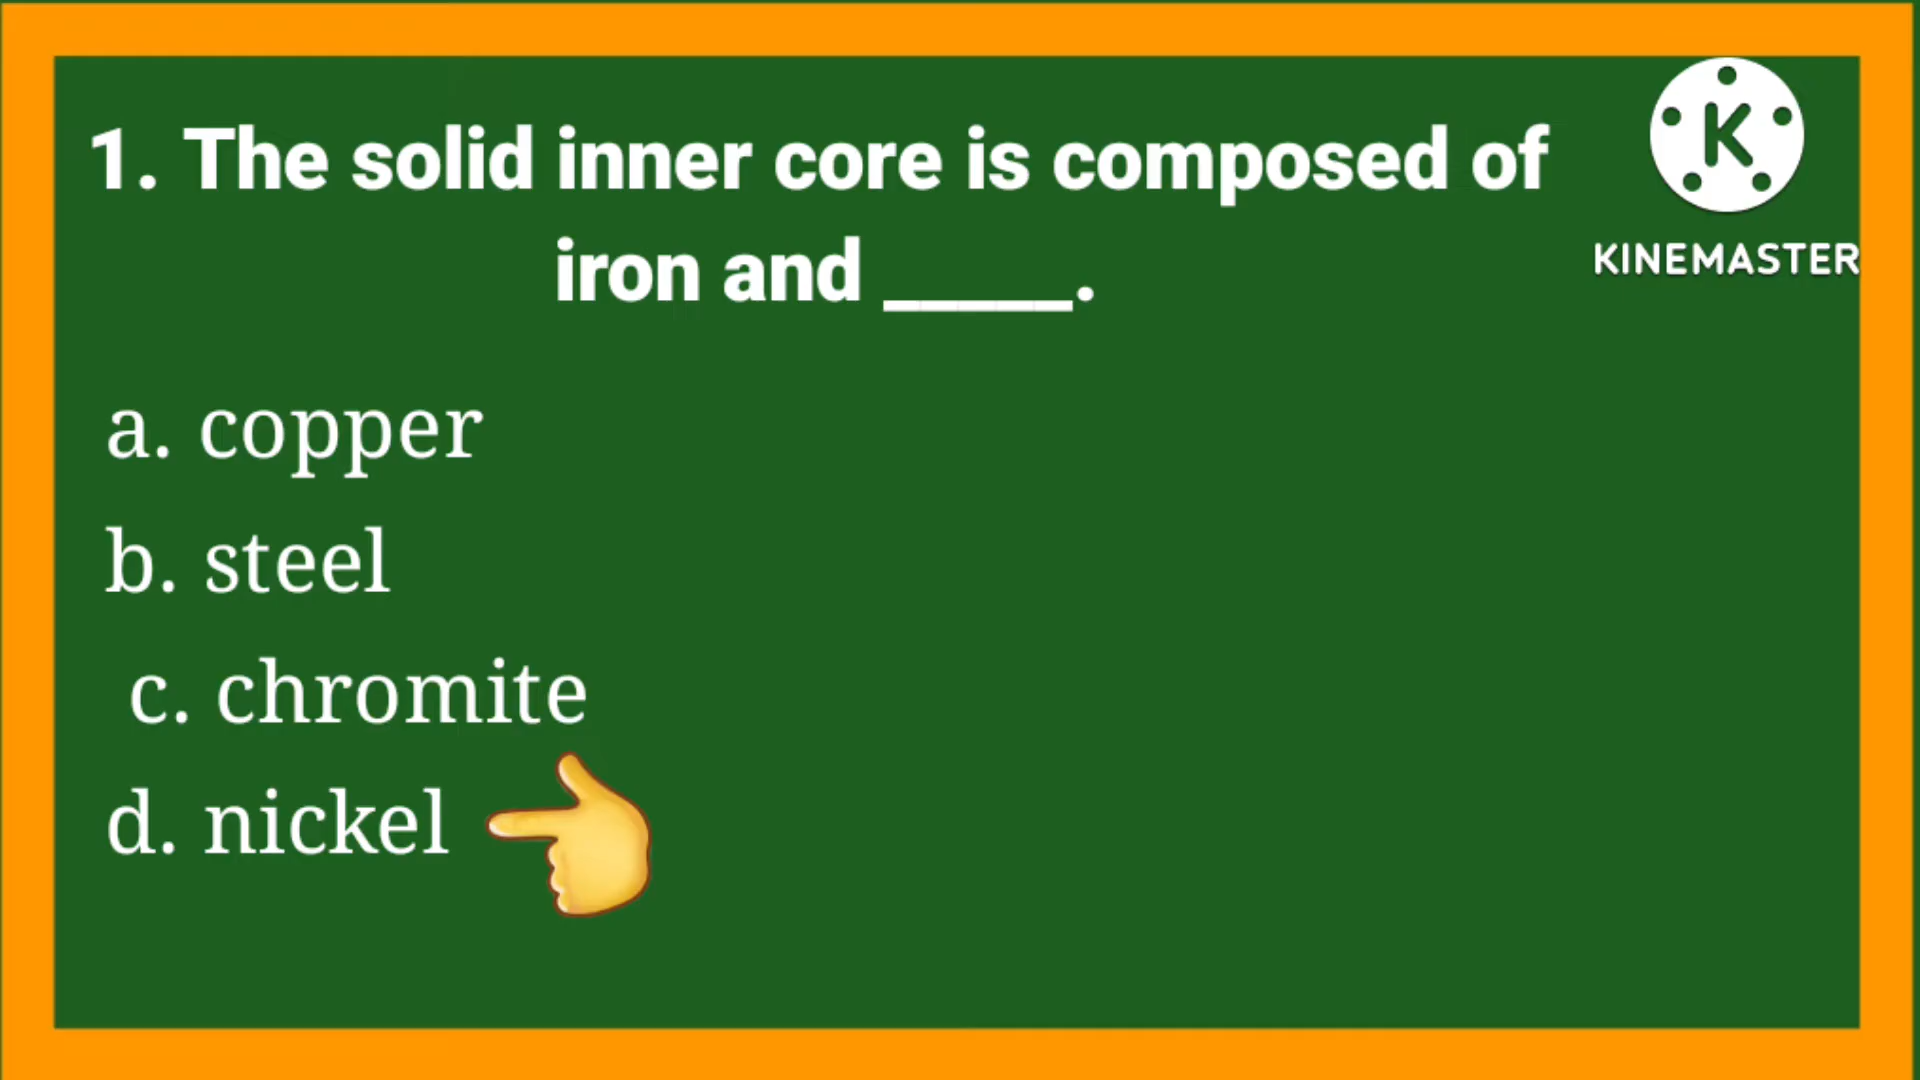 1. The solid inner core is composed of
iron and _____.
KINEMASTER
a. copper
b. steel
c. chromite
d. nickel